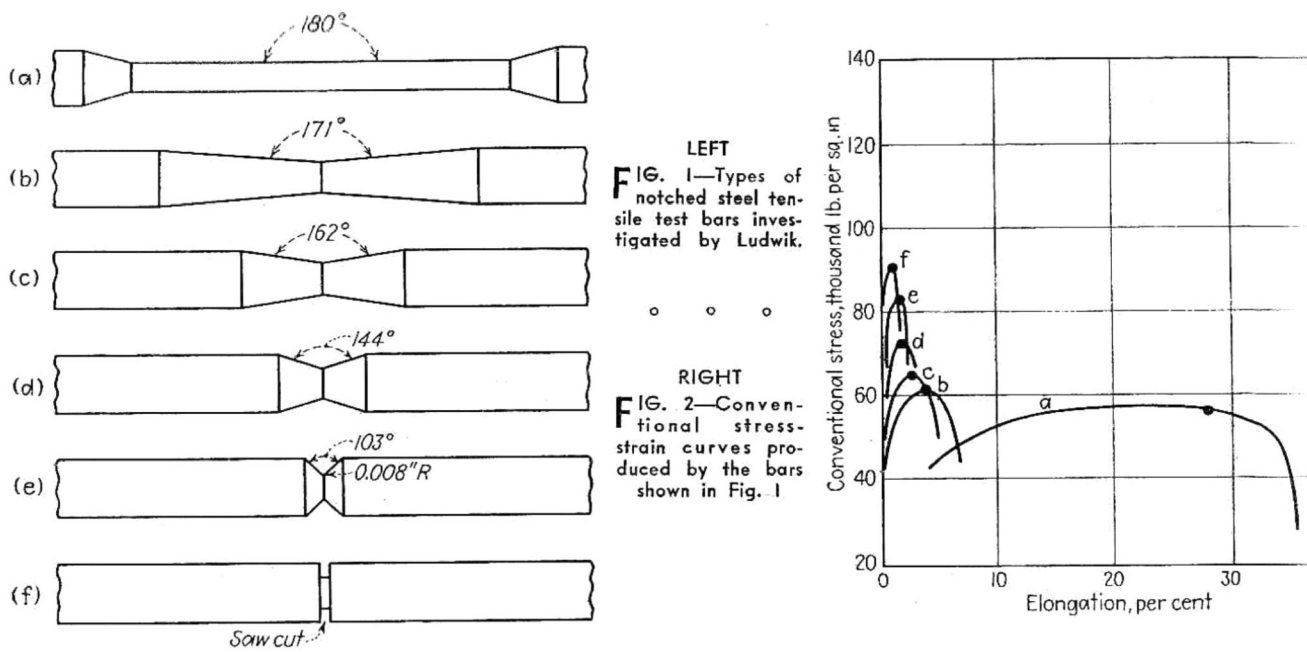 (a)
180°
(b)
171°
(c)
162°
(d)
144°
(e)
103°
0.008"R
(f)
Saw cut
LEFT
FIG. 1—Types of
notched steel ten-
sile test bars inves-
tigated by Ludwik.
RIGHT
FIG. 2—Conven-
tional stress-
strain curves pro-
duced by the bars
shown in Fig. 1
Conventional stress, thousand lb. per sq. in
140
120
100
80
60
40
20
f
e
d
c
b
a
0
10
20
30
Elongation, per cent